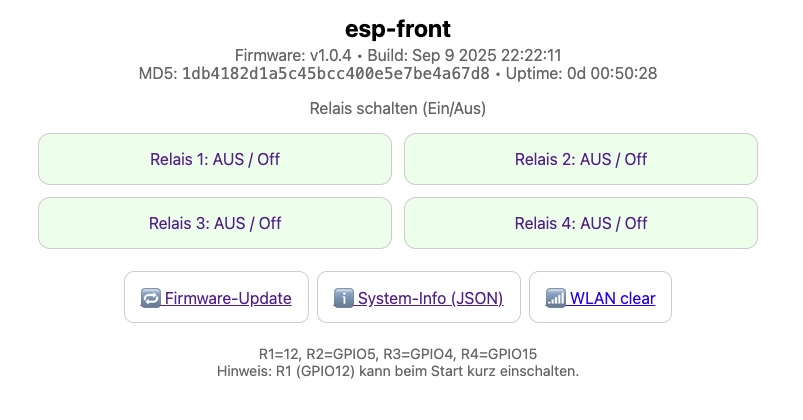 esp-front
Firmware: v1.0.4 • Build: Sep 9 2025 22:22:11
MD5: 1db4182d1a5c45bcc400e5e7be4a67d8 • Uptime: 0d 00:50:28
Relais schalten (Ein/Aus)
Relais 1: AUS / Off
Relais 2: AUS / Off
Relais 3: AUS / Off
Relais 4: AUS / Off
🔁 Firmware-Update
ℹ️ System-Info (JSON)
📶 WLAN clear
R1=12, R2=GPIO5, R3=GPIO4, R4=GPIO15
Hinweis: R1 (GPIO12) kann beim Start kurz einschalten.